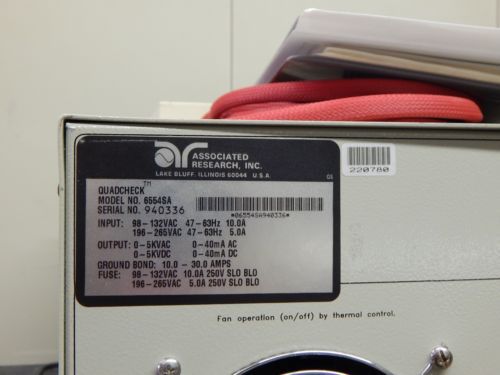 ar ASSOCIATED
RESEARCH, INC.
LAKE BLUFF, ILLINOIS 60044 U.S.A
QUADCHECK™
MODEL NO. 6554SA
SERIAL NO. 940336
*06554SA940336*
INPUT: 98-132VAC 47-63Hz 10.0A
196-265VAC 47-63Hz 5.0A
OUTPUT: 0-5KVAC 0-40mA AC
0-5KVDC 0-40mA DC
GROUND BOND: 10.0 - 30.0 AMPS
FUSE: 98-132VAC 10.0A 250V SLO BLO
196-265VAC 5.0A 250V SLO BLO
220780
Fan operation (on/off) by thermal control.